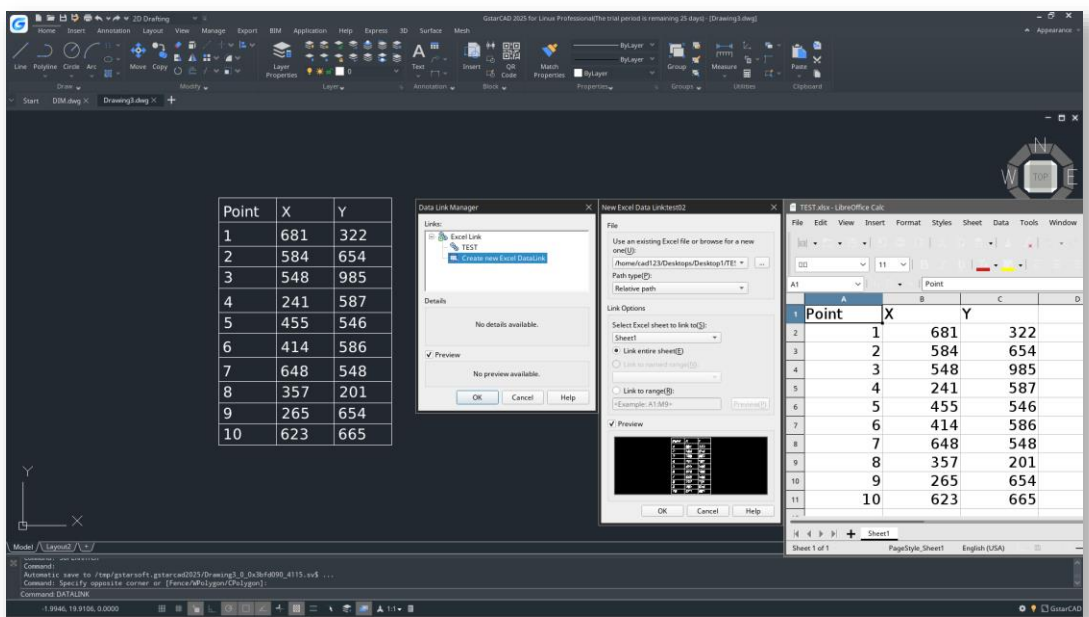 2D Drafting
GstarCAD 2025 for Linux Professional(The trial period is remaining 25 days) - [Drawing3.dwg]
Home Insert Annotation Layout View Manage Export BIM Application Help Express 3D Surface Mesh
Appearance
Line Polyline Circle Arc
Move Copy
Layer Properties
0
Text
Insert
QR Code
Match Properties
ByLayer
ByLayer
ByLayer
Group
Measure
Paste
Draw Modify Layer Annotation Block Properties Groups Utilities Clipboard
Start DIM.dwg Drawing3.dwg
N
W TOP E
Point X Y
1 681 322
2 584 654
3 548 985
4 241 587
5 455 546
6 414 586
7 648 548
8 357 201
9 265 654
10 623 665
Data Link Manager
Links:
Excel Link
TEST
Create new Excel DataLink
Details
No details available.
Preview
No preview available.
OK Cancel Help
New Excel Data Link:test02
File
Use an existing Excel file or browse for a new one(U):
/home/cad123/Desktops/Desktop1/TES ...
Path type(P):
Relative path
Link Options
Select Excel sheet to link to(S):
Sheet1
Link entire sheet(E)
Link to named range(N):
Link to range(R):
<Example: A1:M9> Preview(P)
Preview
OK Cancel Help
TEST.xlsx - LibreOffice Calc
File Edit View Insert Format Styles Sheet Data Tools Window
11
A1 Point
A B C D
1 Point X Y
2 1 681 322
3 2 584 654
4 3 548 985
5 4 241 587
6 5 455 546
7 6 414 586
8 7 648 548
9 8 357 201
10 9 265 654
11 10 623 665
Sheet1
Sheet 1 of 1 PageStyle_Sheet1 English (USA)
Y
X
Model Layout2 +
Command:
Automatic save to /tmp/gstarsoft.gstarcad2025/Drawing3_0_0x3bfd090_4115.sv$ ...
Command: Specify opposite corner or [Fence/WPolygon/CPolygon]:
Command: DATALINK
-1.9946, 19.9106, 0.0000
1:1
GstarCAD